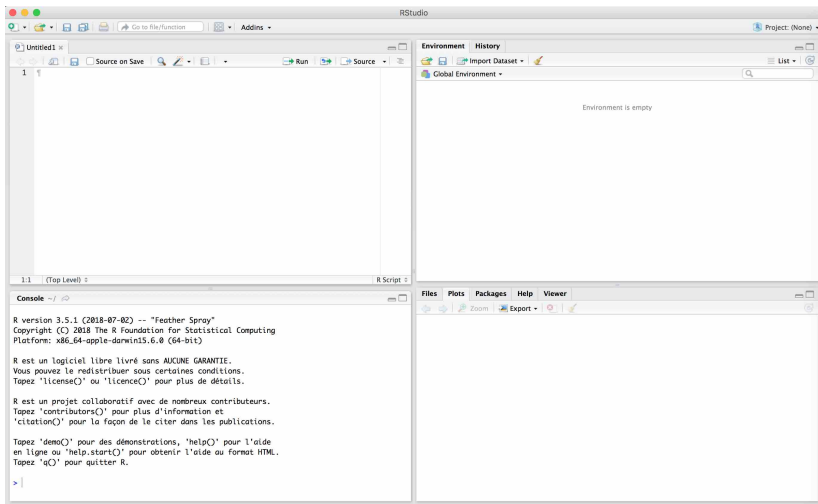 RStudio
Go to file/function
Addins
Project: (None)
Untitled1
Source on Save
Run
Source
1 ¶
1:1 (Top Level)
R Script
Console ~/
R version 3.5.1 (2018-07-02) -- "Feather Spray"
Copyright (C) 2018 The R Foundation for Statistical Computing
Platform: x86_64-apple-darwin15.6.0 (64-bit)
R est un logiciel libre livré sans AUCUNE GARANTIE.
Vous pouvez le redistribuer sous certaines conditions.
Tapez 'license()' ou 'licence()' pour plus de détails.
R est un projet collaboratif avec de nombreux contributeurs.
Tapez 'contributors()' pour plus d'information et
'citation()' pour la façon de le citer dans les publications.
Tapez 'demo()' pour des démonstrations, 'help()' pour l'aide
en ligne ou 'help.start()' pour obtenir l'aide au format HTML.
Tapez 'q()' pour quitter R.
>
Environment History
Import Dataset
List
Global Environment
Environment is empty
Files Plots Packages Help Viewer
Zoom Export